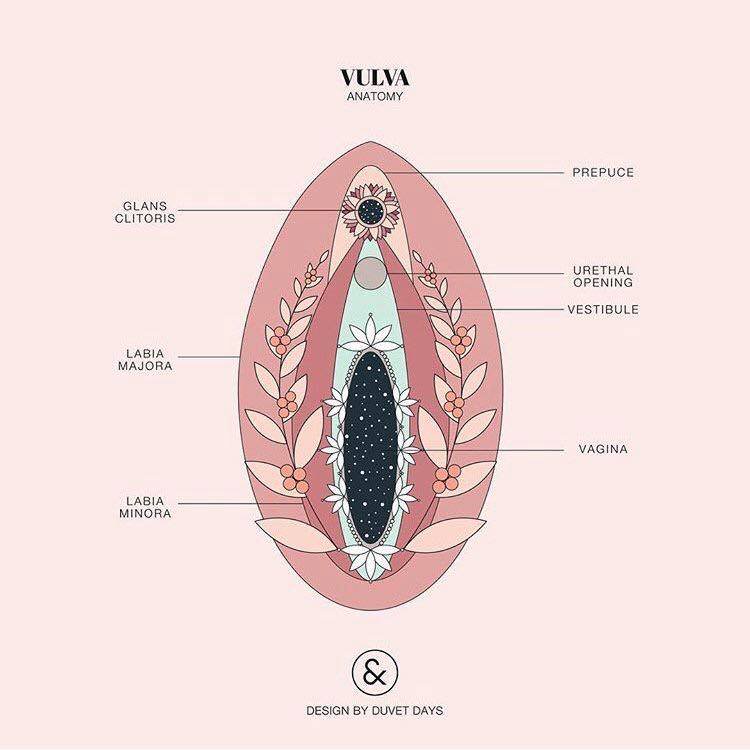 VULVA
ANATOMY
PREPUCE
GLANS
CLITORIS
URETHAL
OPENING
VESTIBULE
LABIA
MAJORA
VAGINA
LABIA
MINORA
&
DESIGN BY DUVET DAYS